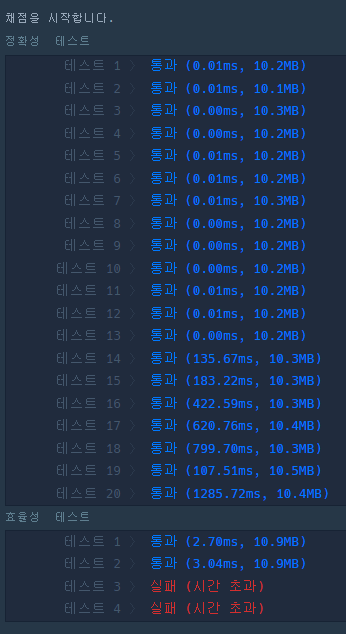 채점을 시작합니다.
정확성 테스트
테스트 1 〉 통과 (0.01ms, 10.2MB)
테스트 2 〉 통과 (0.01ms, 10.1MB)
테스트 3 〉 통과 (0.00ms, 10.3MB)
테스트 4 〉 통과 (0.00ms, 10.2MB)
테스트 5 〉 통과 (0.01ms, 10.2MB)
테스트 6 〉 통과 (0.01ms, 10.2MB)
테스트 7 〉 통과 (0.01ms, 10.3MB)
테스트 8 〉 통과 (0.00ms, 10.2MB)
테스트 9 〉 통과 (0.00ms, 10.2MB)
테스트 10 〉 통과 (0.00ms, 10.2MB)
테스트 11 〉 통과 (0.01ms, 10.2MB)
테스트 12 〉 통과 (0.01ms, 10.2MB)
테스트 13 〉 통과 (0.00ms, 10.2MB)
테스트 14 〉 통과 (135.67ms, 10.3MB)
테스트 15 〉 통과 (183.22ms, 10.3MB)
테스트 16 〉 통과 (422.59ms, 10.3MB)
테스트 17 〉 통과 (620.76ms, 10.4MB)
테스트 18 〉 통과 (799.70ms, 10.3MB)
테스트 19 〉 통과 (107.51ms, 10.5MB)
테스트 20 〉 통과 (1285.72ms, 10.4MB)
효율성 테스트
테스트 1 〉 통과 (2.70ms, 10.9MB)
테스트 2 〉 통과 (3.04ms, 10.9MB)
테스트 3 〉 실패 (시간 초과)
테스트 4 〉 실패 (시간 초과)